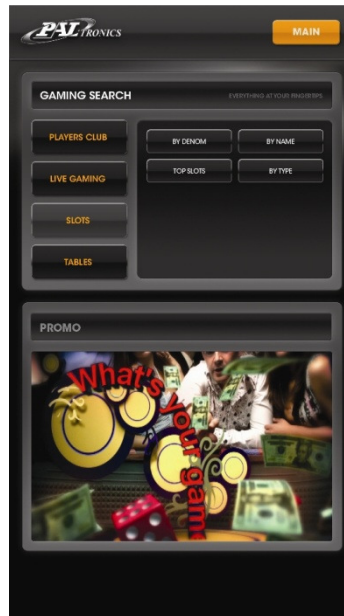 PALTRONICS
MAIN
GAMING SEARCH
EVERYTHING AT YOUR FINGERTIPS
PLAYERS CLUB
LIVE GAMING
SLOTS
TABLES
BY DENOM
BY NAME
TOP SLOTS
BY TYPE
PROMO
What's your game